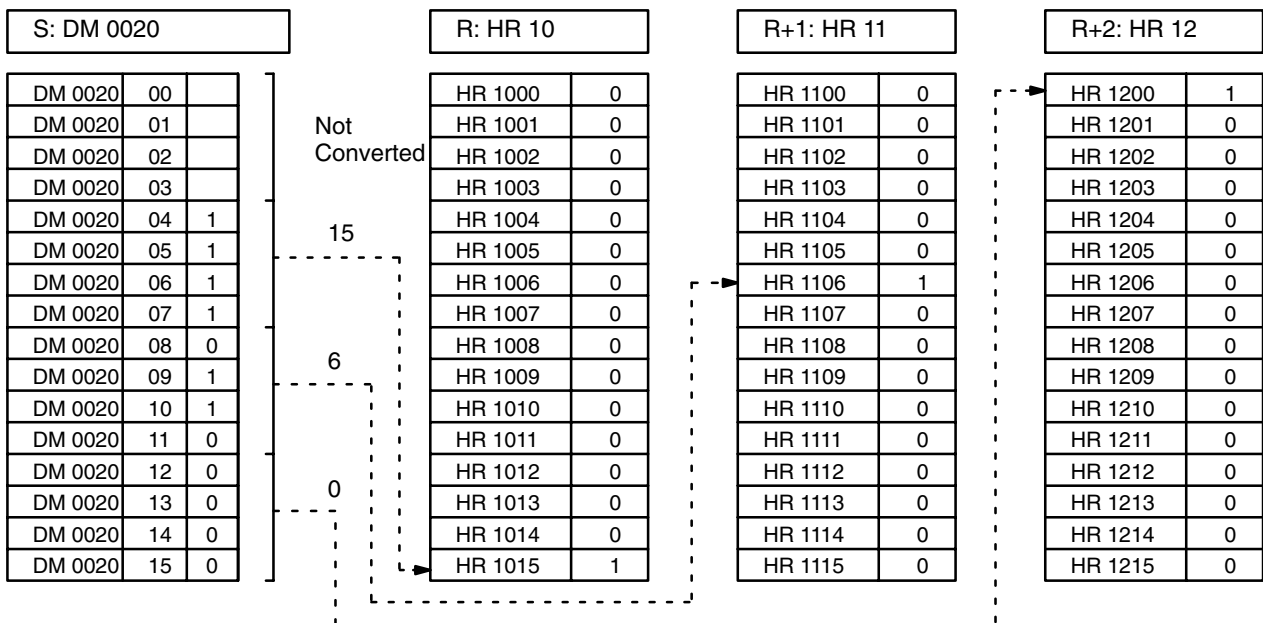 S: DM 0020 R: HR 10 R+1: HR 11 R+2: HR 12
DM 0020 00 HR 1000 0 HR 1100 0 HR 1200 1
DM 0020 01 Not HR 1001 0 HR 1101 0 HR 1201 0
DM 0020 02 Converted HR 1002 0 HR 1102 0 HR 1202 0
DM 0020 03 HR 1003 0 HR 1103 0 HR 1203 0
DM 0020 04 1 15 HR 1004 0 HR 1104 0 HR 1204 0
DM 0020 05 1 HR 1005 0 HR 1105 0 HR 1205 0
DM 0020 06 1 HR 1006 0 HR 1106 1 HR 1206 0
DM 0020 07 1 HR 1007 0 HR 1107 0 HR 1207 0
DM 0020 08 0 6 HR 1008 0 HR 1108 0 HR 1208 0
DM 0020 09 1 HR 1009 0 HR 1109 0 HR 1209 0
DM 0020 10 1 HR 1010 0 HR 1110 0 HR 1210 0
DM 0020 11 0 HR 1011 0 HR 1111 0 HR 1211 0
DM 0020 12 0 HR 1012 0 HR 1112 0 HR 1212 0
DM 0020 13 0 0 HR 1013 0 HR 1113 0 HR 1213 0
DM 0020 14 0 HR 1014 0 HR 1114 0 HR 1214 0
DM 0020 15 0 HR 1015 1 HR 1115 0 HR 1215 0